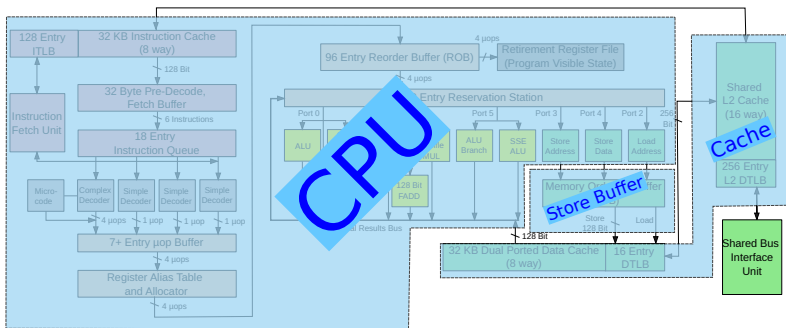 128 Entry
ITLB
32 KB Instruction Cache
(8 way)
128 Bit
32 Byte Pre-Decode,
Fetch Buffer
Instruction
Fetch Unit
6 Instructions
18 Entry
Instruction Queue
Micro-
code
Complex
Decoder
Simple
Decoder
Simple
Decoder
Simple
Decoder
4 µops
1 µop
1 µop
1 µop
7+ Entry µop Buffer
4 µops
Register Alias Table
and Allocator
4 µops
96 Entry Reorder Buffer (ROB)
4 µops
Retirement Register File
(Program Visible State)
4 µops
Entry Reservation Station
Port 0
Port 5
Port 3
Port 4
Port 2
ALU
MUL
ALU
Branch
SSE
ALU
Store
Address
Store
Data
Load
Address
128 Bit
FADD
CPU
Results Bus
256
Bit
Store Buffer
Store
128 Bit
Load
128 Bit
32 KB Dual Ported Data Cache
(8 way)
16 Entry
DTLB
Shared
L2 Cache
(16 way)
Cache
256 Entry
L2 DTLB
Shared Bus
Interface
Unit